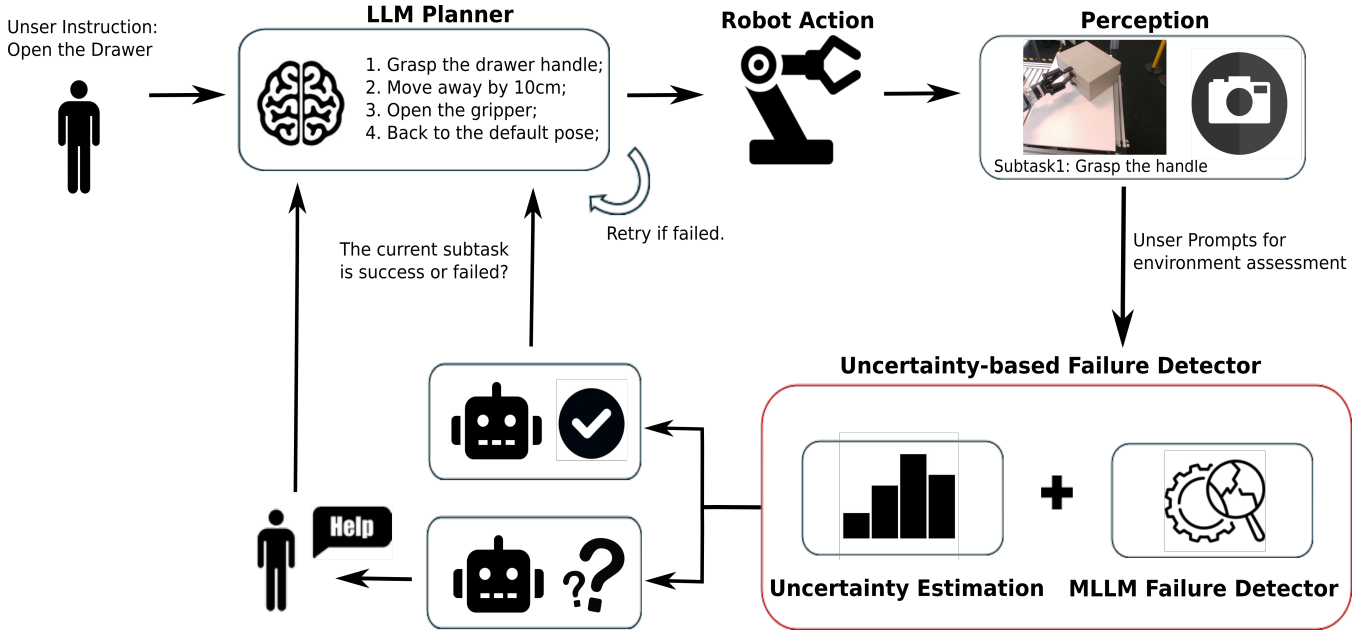 Unser Instruction:
Open the Drawer
LLM Planner
1. Grasp the drawer handle;
2. Move away by 10cm;
3. Open the gripper;
4. Back to the default pose;
Robot Action
Perception
Subtask1: Grasp the handle
Retry if failed.
The current subtask
is success or failed?
Unser Prompts for
environment assessment
Uncertainty-based Failure Detector
Uncertainty Estimation
MLLM Failure Detector
Help